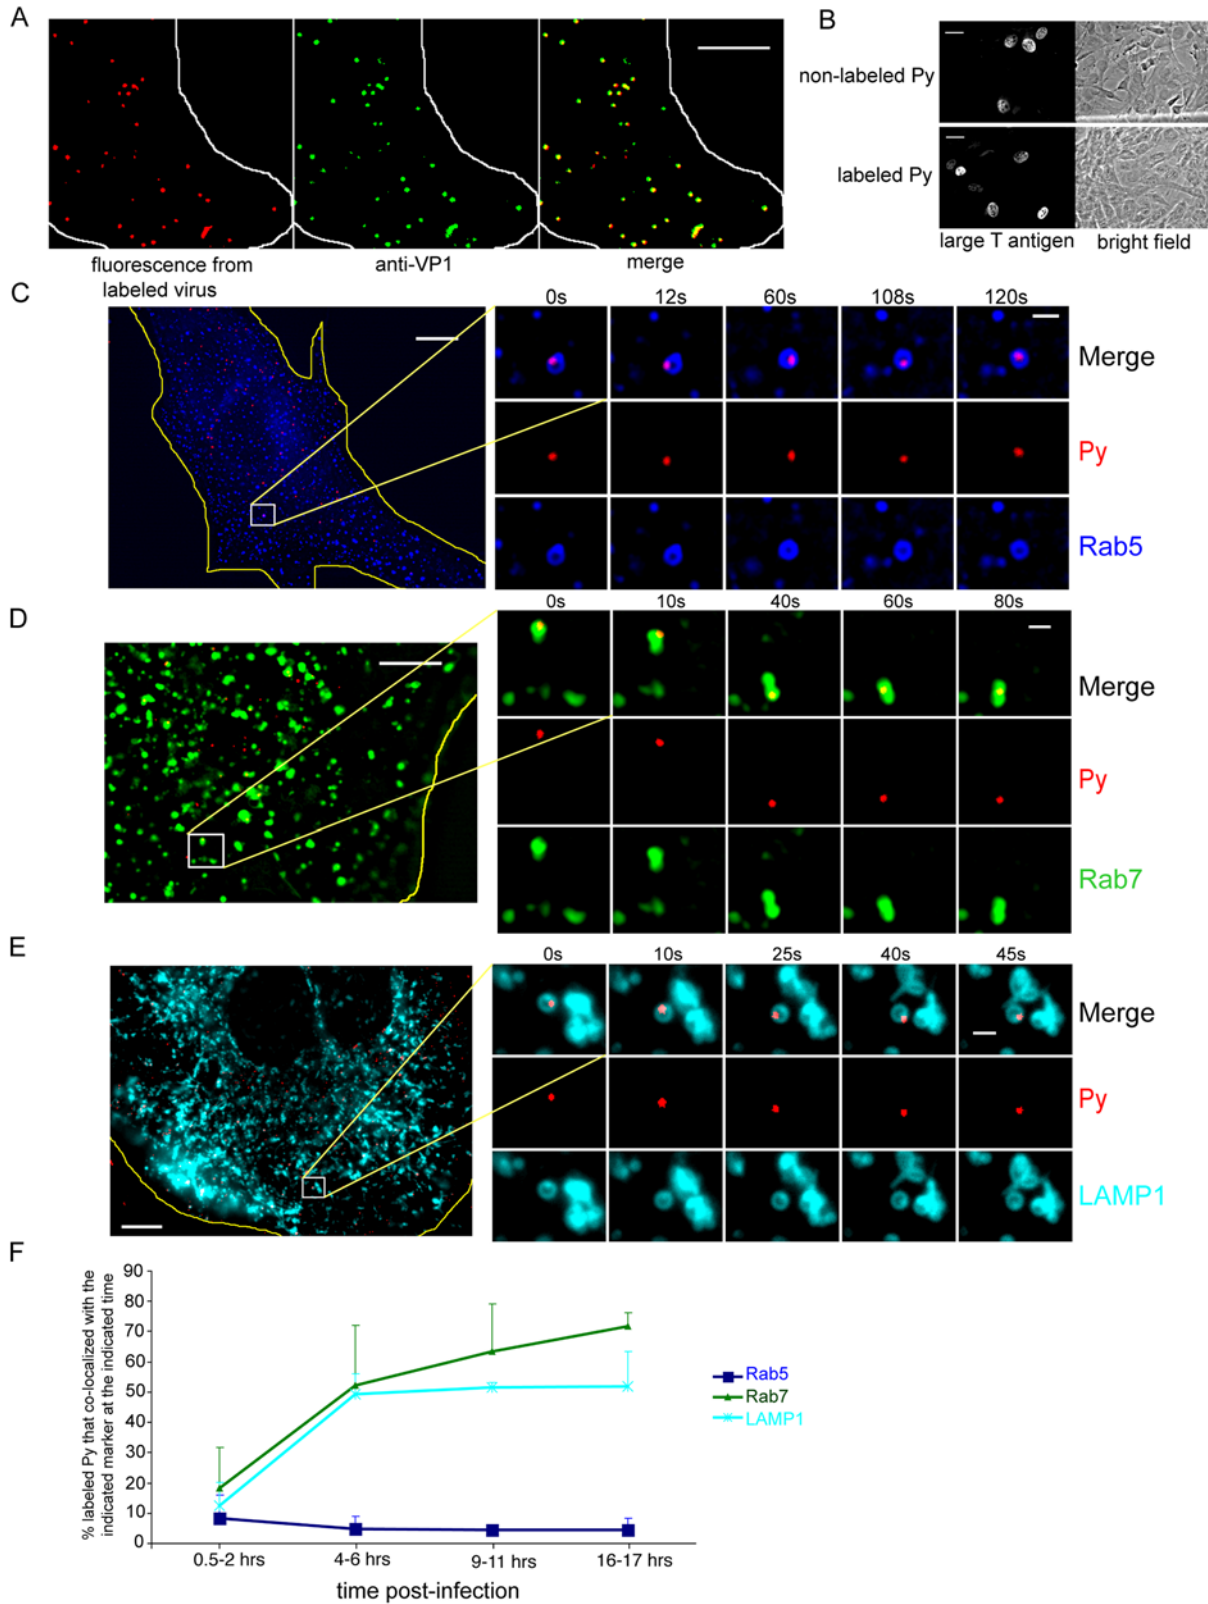 A
fluorescence from
labeled virus
anti-VP1
merge
B
non-labeled Py
labeled Py
large T antigen
bright field
C
0s 12s 60s 108s 120s
Merge
Py
Rab5
D
0s 10s 40s 60s 80s
Merge
Py
Rab7
E
0s 10s 25s 40s 45s
Merge
Py
LAMP1
F
% labeled Py that co-localized with the
indicated marker at the indicated time
90
80
70
60
50
40
30
20
10
0
0.5-2 hrs 4-6 hrs 9-11 hrs 16-17 hrs
time post-infection
Rab5
Rab7
LAMP1